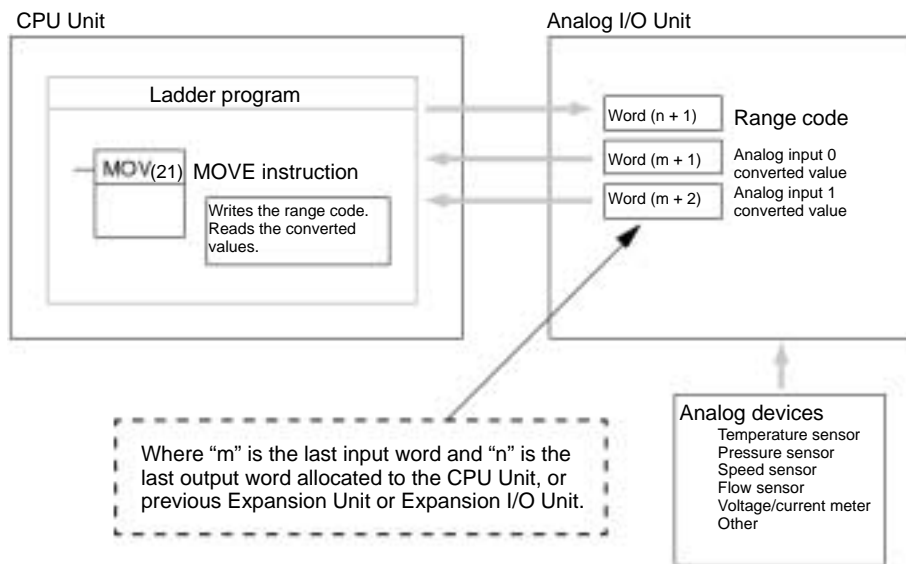 CPU Unit
Analog I/O Unit
Ladder program
MOV(21)
MOVE instruction
Writes the range code.
Reads the converted
values.
Word (n + 1)
Range code
Word (m + 1)
Analog input 0
converted value
Word (m + 2)
Analog input 1
converted value
Where “m” is the last input word and “n” is the
last output word allocated to the CPU Unit, or
previous Expansion Unit or Expansion I/O Unit.
Analog devices
Temperature sensor
Pressure sensor
Speed sensor
Flow sensor
Voltage/current meter
Other